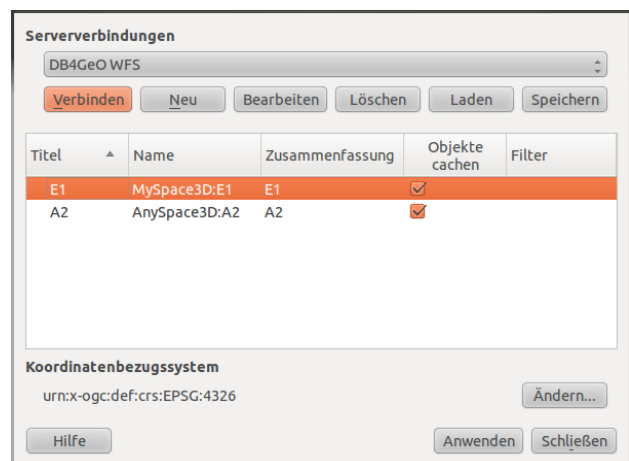 Serververbindungen
DB4GeO WFS
Verbinden Neu Bearbeiten Löschen Laden Speichern
Titel Name Zusammenfassung Objekte cachen Filter
E1 MySpace3D:E1 E1
A2 AnySpace3D:A2 A2
Koordinatenbezugssystem
urn:x-ogc:def:crs:EPSG:4326 Ändern...
Hilfe Anwenden Schließen